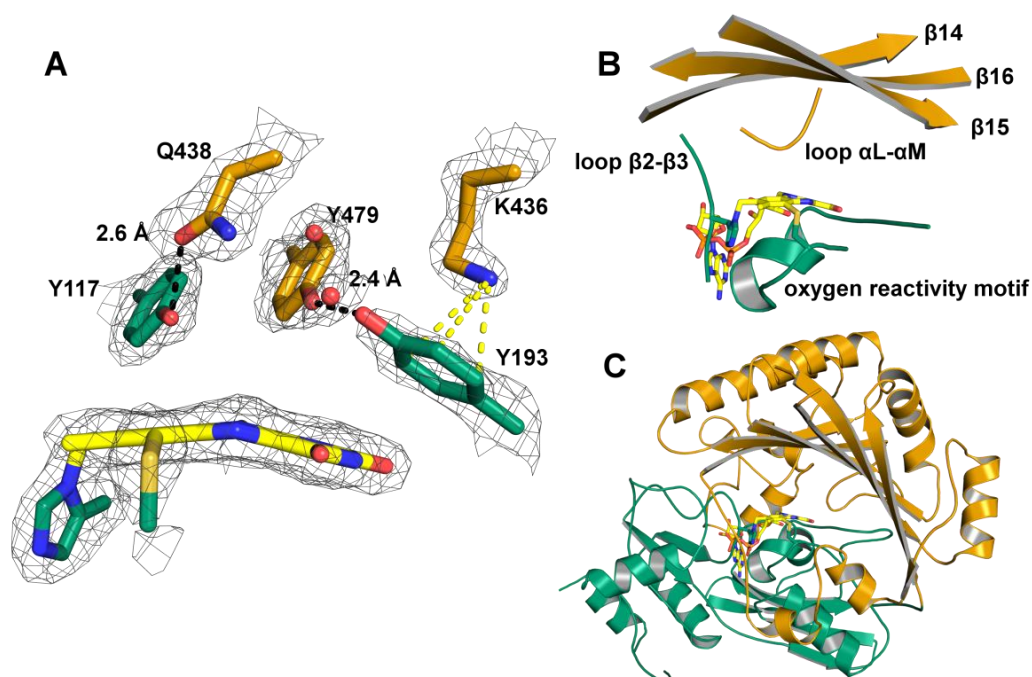 A
Q438
2.6 Å
Y117
Y479
2.4 Å
K436
Y193
B
β14
β16
β15
loop β2-β3
loop αL-αM
oxygen reactivity motif
C